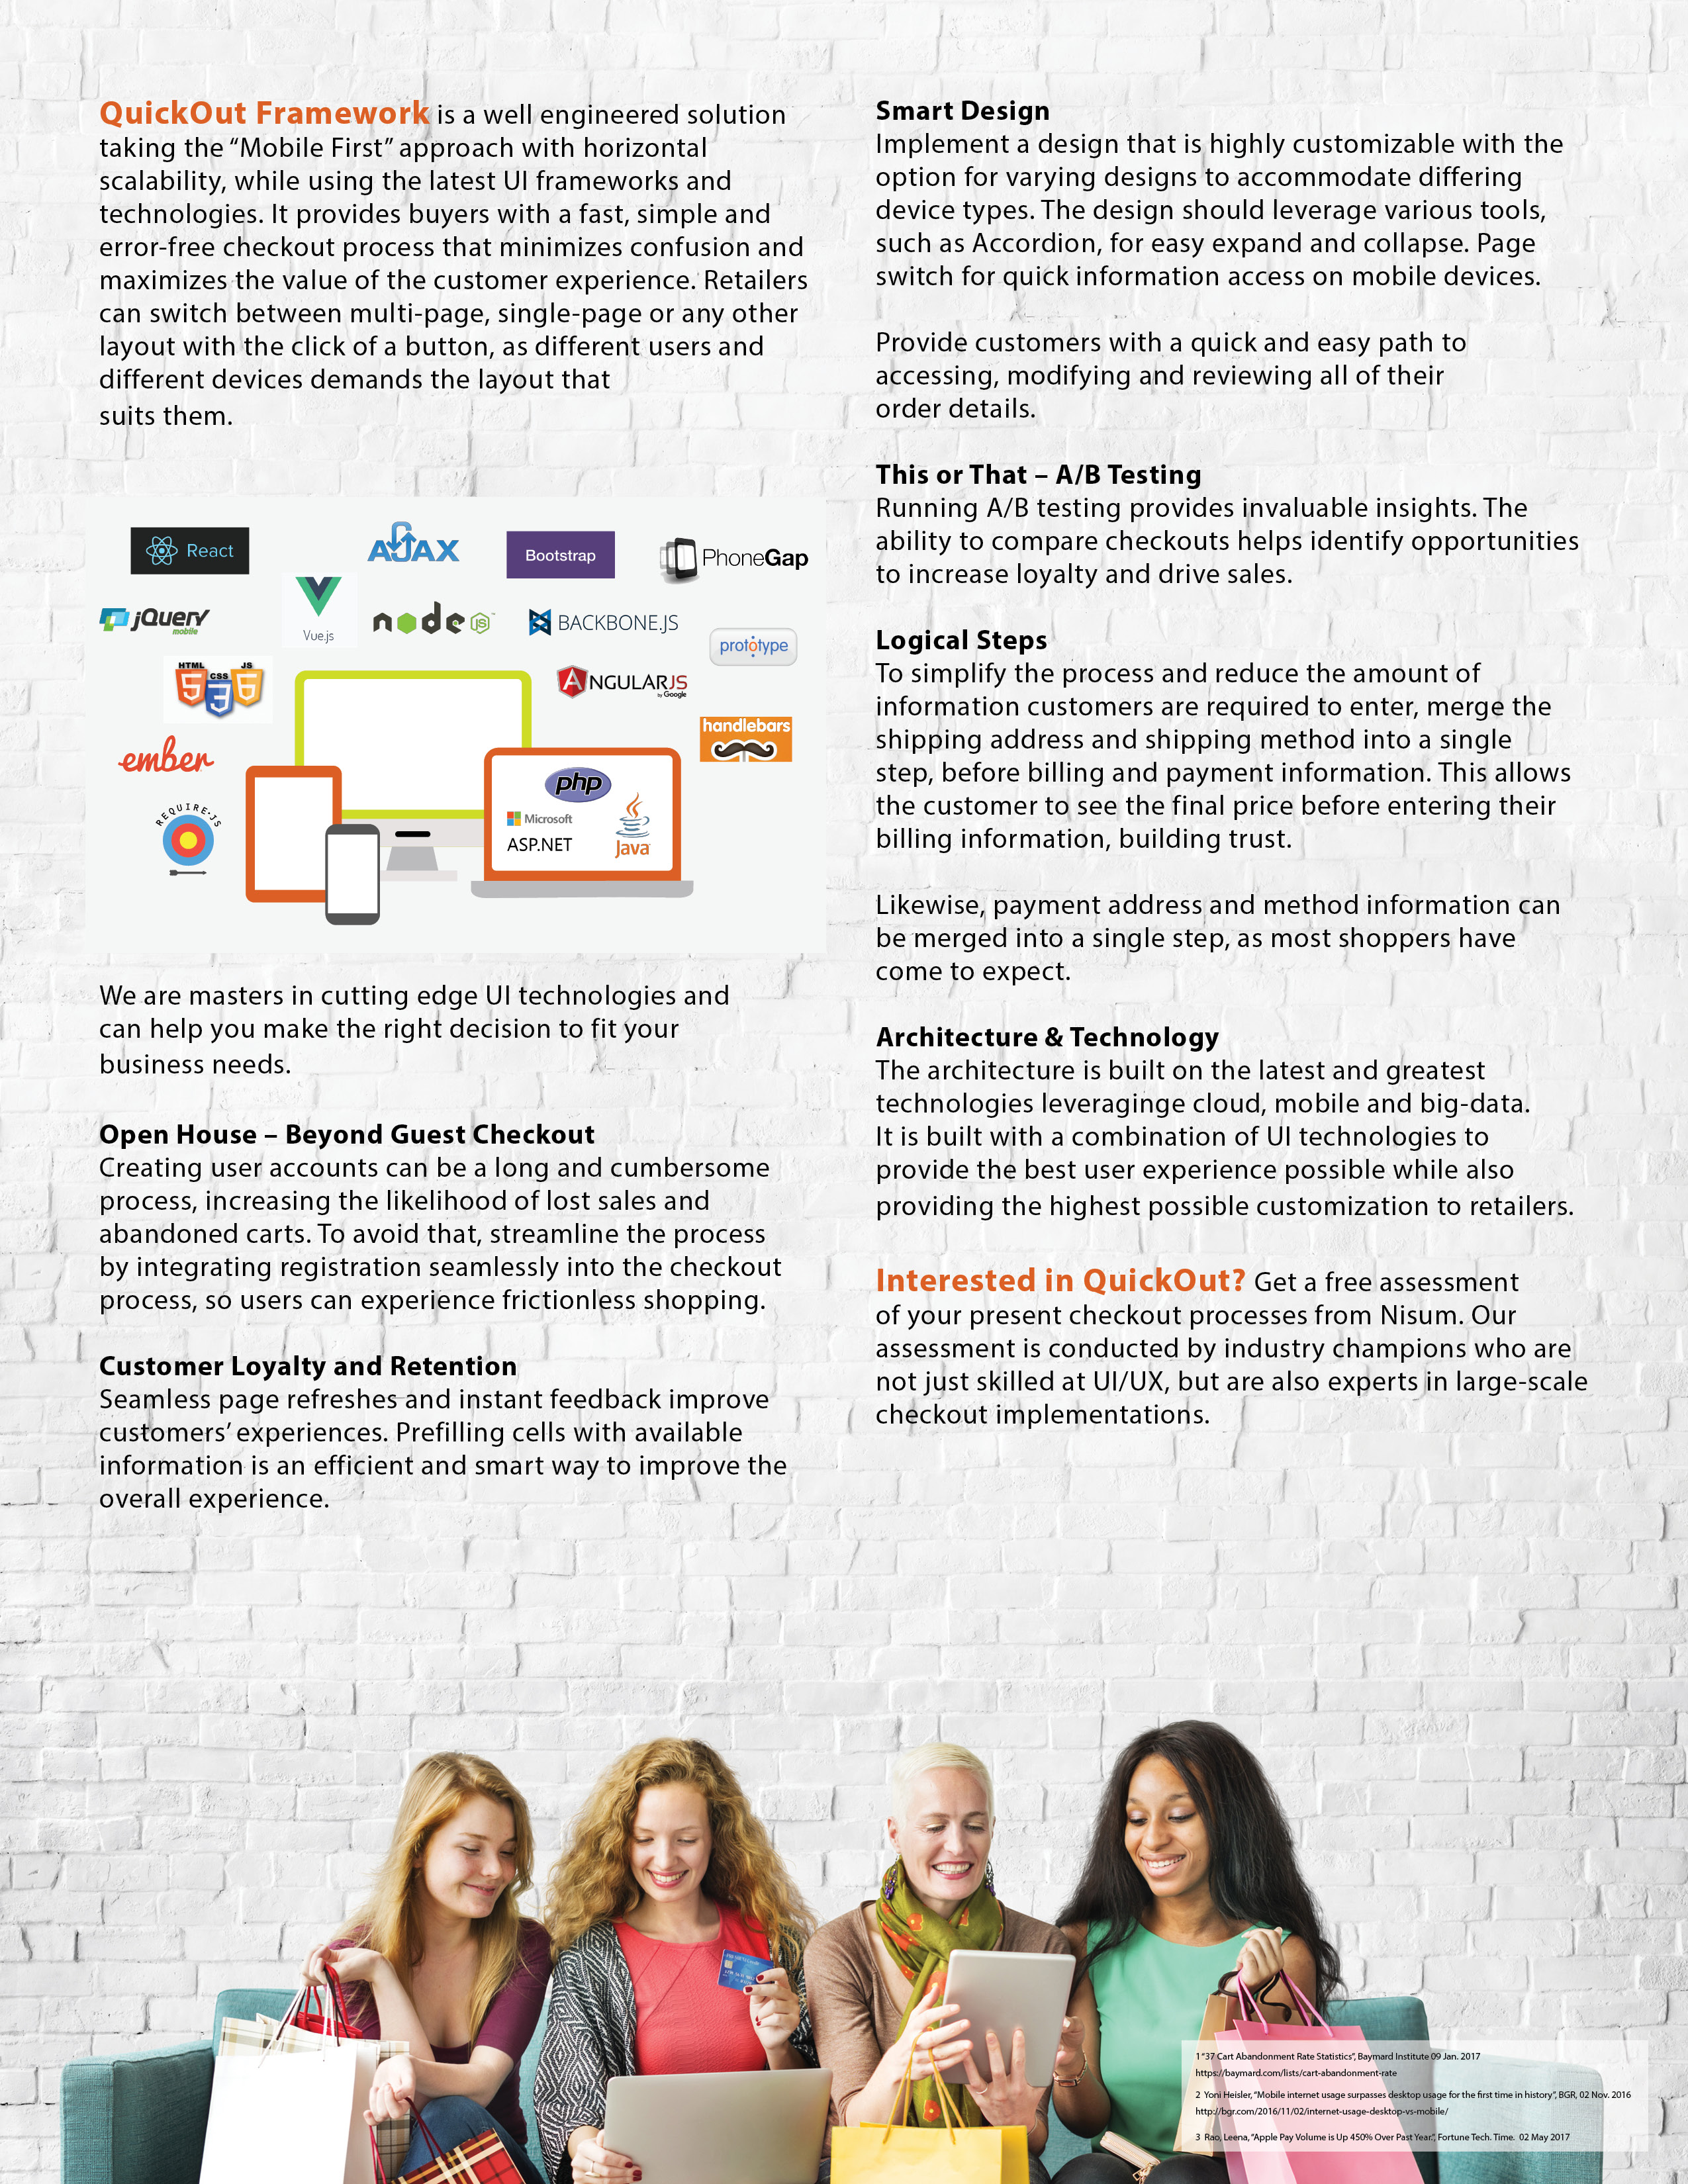 QuickOut Framework is a well engineered solution
taking the “Mobile First” approach with horizontal
scalability, while using the latest UI frameworks and
technologies. It provides buyers with a fast, simple and
error-free checkout process that minimizes confusion and
maximizes the value of the customer experience. Retailers
can switch between multi-page, single-page or any other
layout with the click of a button, as different users and
different devices demands the layout that
suits them.
React
AJAX
Bootstrap
PhoneGap
jQuery
mobile
Vue.js
node JS
BACKBONE.JS
prototype
HTML CSS JS
5 3 6
ANGULARJS
by Google
handlebars
ember
REQUIRE·JS
php
Microsoft
ASP.NET
Java
We are masters in cutting edge UI technologies and
can help you make the right decision to fit your
business needs.
Open House – Beyond Guest Checkout
Creating user accounts can be a long and cumbersome
process, increasing the likelihood of lost sales and
abandoned carts. To avoid that, streamline the process
by integrating registration seamlessly into the checkout
process, so users can experience frictionless shopping.
Customer Loyalty and Retention
Seamless page refreshes and instant feedback improve
customers’ experiences. Prefilling cells with available
information is an efficient and smart way to improve the
overall experience.
Smart Design
Implement a design that is highly customizable with the
option for varying designs to accommodate differing
device types. The design should leverage various tools,
such as Accordion, for easy expand and collapse. Page
switch for quick information access on mobile devices.
Provide customers with a quick and easy path to
accessing, modifying and reviewing all of their
order details.
This or That – A/B Testing
Running A/B testing provides invaluable insights. The
ability to compare checkouts helps identify opportunities
to increase loyalty and drive sales.
Logical Steps
To simplify the process and reduce the amount of
information customers are required to enter, merge the
shipping address and shipping method into a single
step, before billing and payment information. This allows
the customer to see the final price before entering their
billing information, building trust.
Likewise, payment address and method information can
be merged into a single step, as most shoppers have
come to expect.
Architecture & Technology
The architecture is built on the latest and greatest
technologies leveraginge cloud, mobile and big-data.
It is built with a combination of UI technologies to
provide the best user experience possible while also
providing the highest possible customization to retailers.
Interested in QuickOut? Get a free assessment
of your present checkout processes from Nisum. Our
assessment is conducted by industry champions who are
not just skilled at UI/UX, but are also experts in large-scale
checkout implementations.
1 “37 Cart Abandonment Rate Statistics”, Baymard Institute 09 Jan. 2017
https://baymard.com/lists/cart-abandonment-rate
2 Yoni Heisler, “Mobile internet usage surpasses desktop usage for the first time in history”, BGR, 02 Nov. 2016
http://bgr.com/2016/11/02/internet-usage-desktop-vs-mobile/
3 Rao, Leena, “Apple Pay Volume is Up 450% Over Past Year.”, Fortune Tech. Time. 02 May 2017